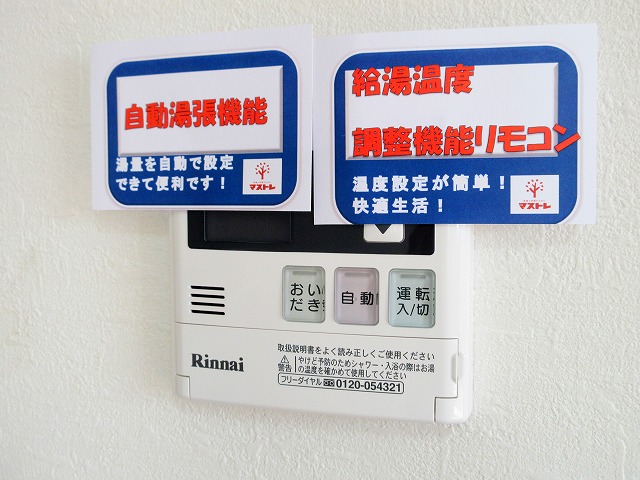 自動湯張機能
湯量を自動で設定
できて便利です！
マストレ
給湯温度
調整機能リモコン
温度設定が簡単！
快適生活！
マストレ
おい
だき
自動
運転
入/切
Rinnai
取扱説明書をよく読み正しくご使用ください
警告
やけど予防のためシャワー・入浴の際はお湯
の温度を確かめて使用してください
フリーダイヤル 0120-054321